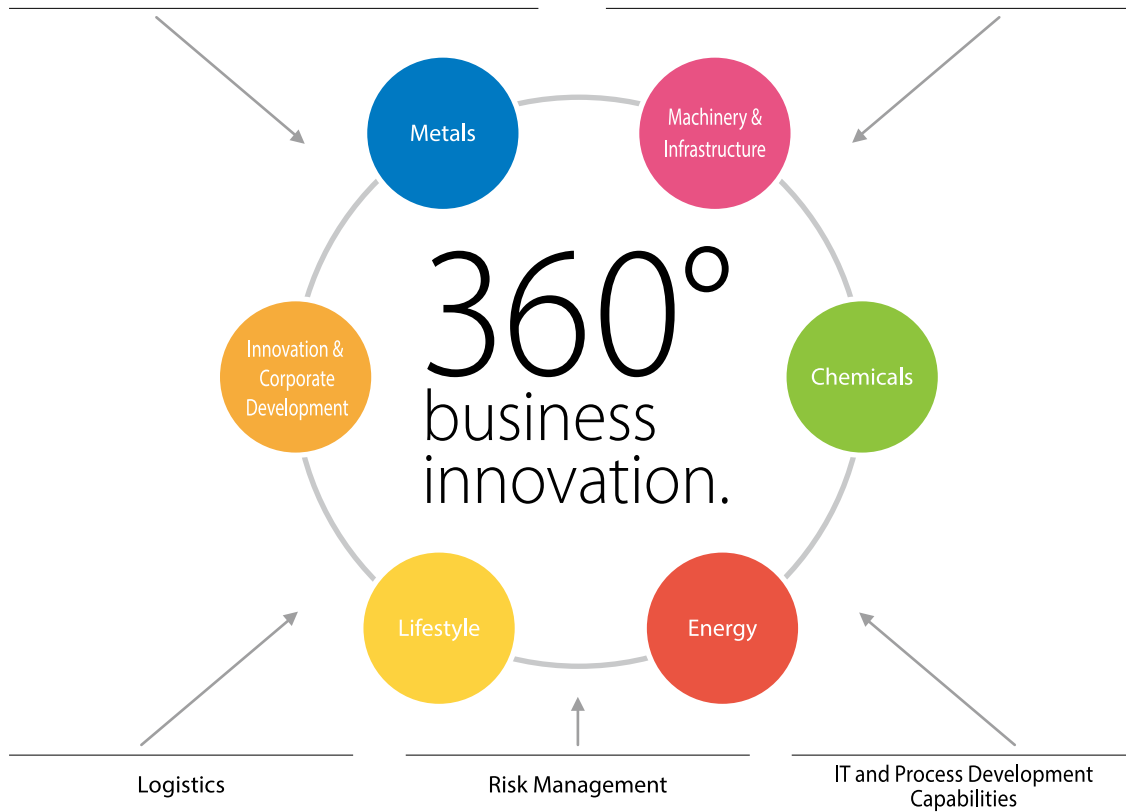 Metals
Machinery &
Infrastructure
360°
business
innovation.
Innovation &
Corporate
Development
Chemicals
Lifestyle
Energy
Logistics
Risk Management
IT and Process Development
Capabilities